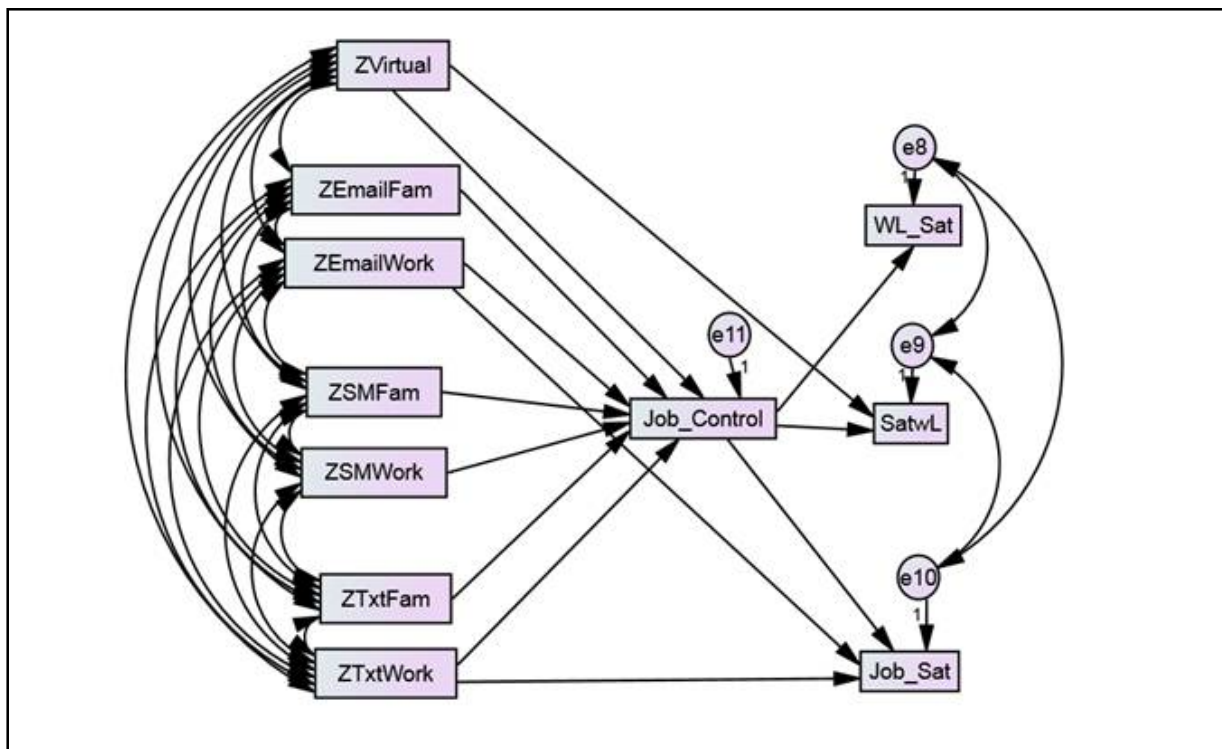 ZVirtual
ZEmailFam
ZEmailWork
ZSMFam
ZSMWork
ZTxtFam
ZTxtWork
e11
1
Job_Control
e8
1
WL_Sat
e9
1
SatwL
e10
1
Job_Sat